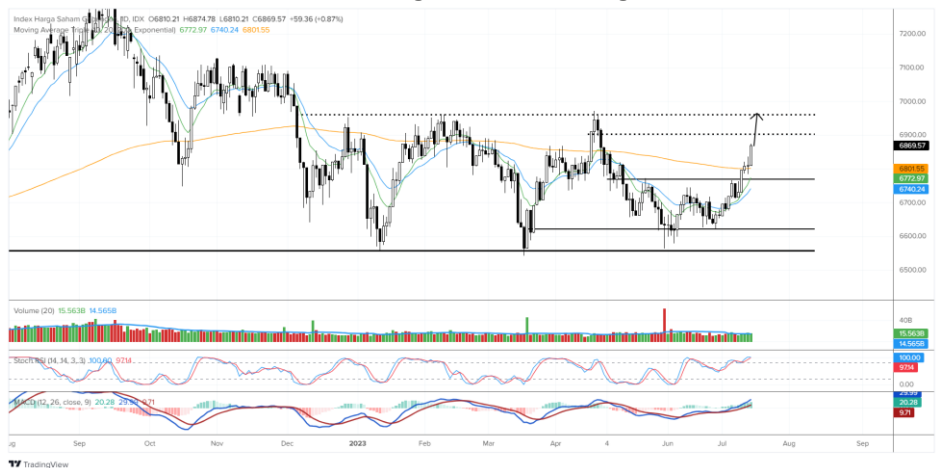 Index Harga Saham G
1D, IDX O6810.21 H6874.78 L6810.21 C6869.57 +59.36 (+0.87%)
Moving Average Triple
20
Exponential) 6772.97 6740.24 6801.55
7200.00
7100.00
7000.00
6900.00
6869.57
6801.55
6772.97
6740.24
6700.00
6600.00
6500.00
Volume (20) 15.563B 14.565B
40B
15.563B
14.565B
Stoch RSI (14, 14, 3, 3) 100.00 97.14
100.00
97.14
0.00
MACD (12, 26, close, 9) 20.28 29.99 9.71
29.99
20.28
9.71
ug Sep Oct Nov Dec 2023 Feb Mar Apr 4 Jun Jul Aug Sep
TradingView